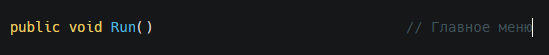 public void Run() // Главное меню